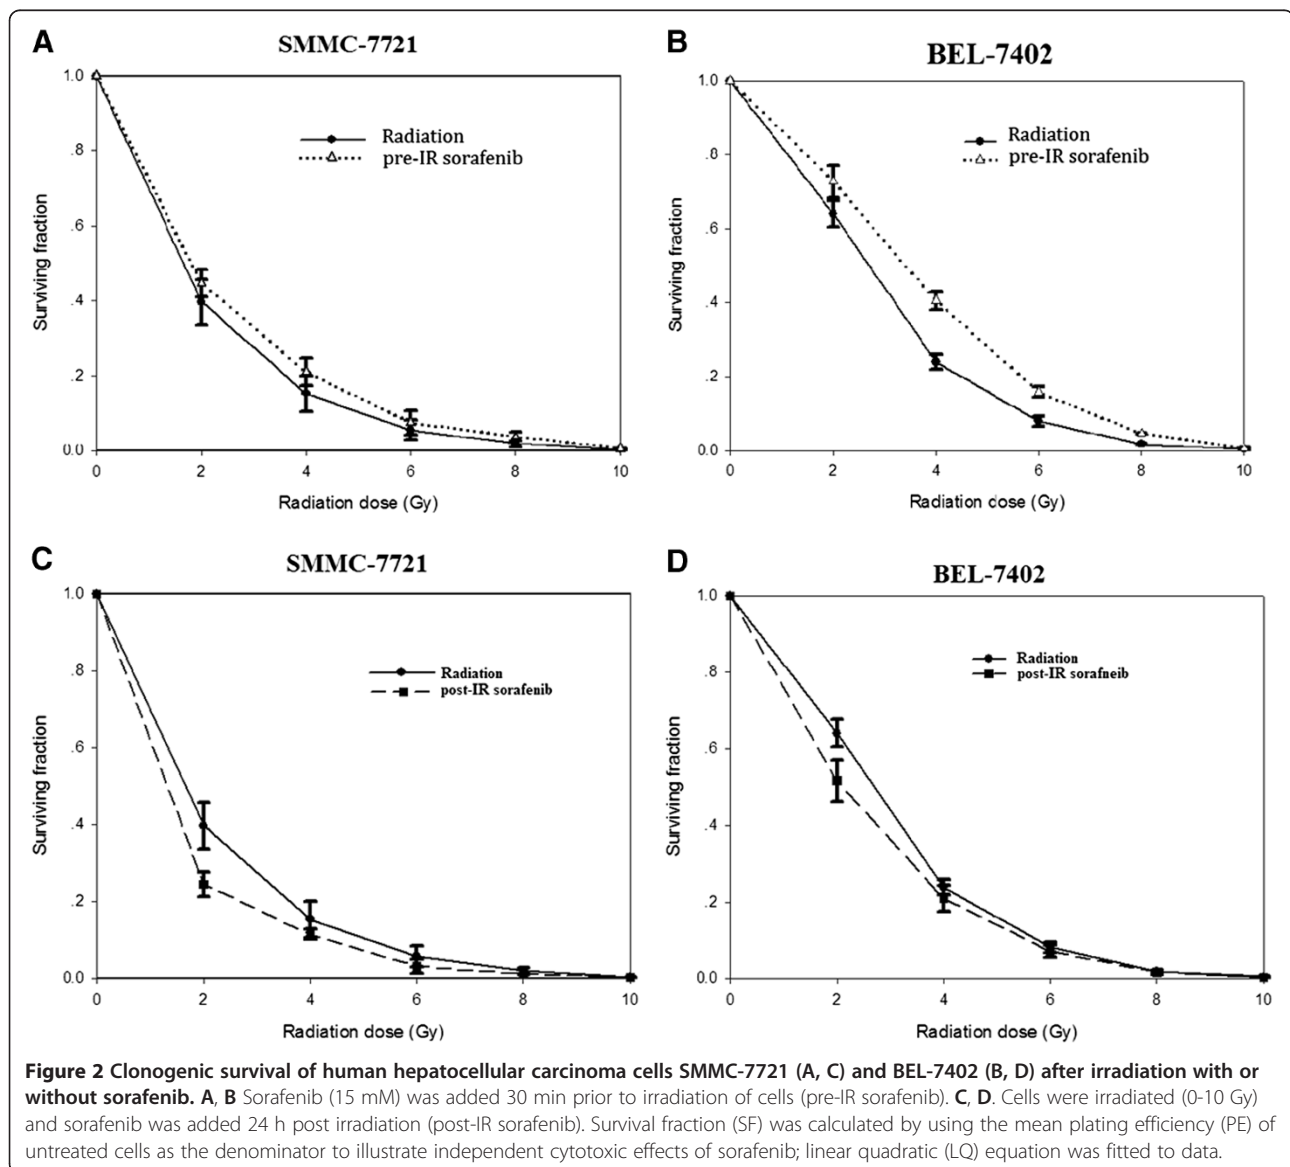 A
SMMC-7721
1.0
.8
.6
.4
.2
0.0
Surviving fraction
Radiation
pre-IR sorafenib
0 2 4 6 8 10
Radiation dose (Gy)
B
BEL-7402
1.0
.8
.6
.4
.2
0.0
Surviving fraction
Radiation
pre-IR sorafenib
0 2 4 6 8 10
Radiation dose (Gy)
C
SMMC-7721
1.0
.8
.6
.4
.2
0.0
Surviving fraction
Radiation
post-IR sorafenib
0 2 4 6 8 10
Radiation dose (Gy)
D
BEL-7402
1.0
.8
.6
.4
.2
0.0
Surviving fraction
Radiation
post-IR sorafneib
0 2 4 6 8 10
Radiation dose (Gy)
Figure 2 Clonogenic survival of human hepatocellular carcinoma cells SMMC-7721 (A, C) and BEL-7402 (B, D) after irradiation with or
without sorafenib. A, B Sorafenib (15 mM) was added 30 min prior to irradiation of cells (pre-IR sorafenib). C, D. Cells were irradiated (0-10 Gy)
and sorafenib was added 24 h post irradiation (post-IR sorafenib). Survival fraction (SF) was calculated by using the mean plating efficiency (PE) of
untreated cells as the denominator to illustrate independent cytotoxic effects of sorafenib; linear quadratic (LQ) equation was fitted to data.